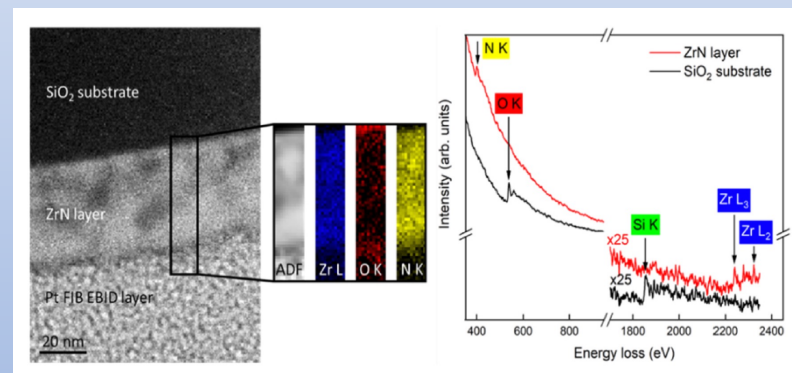 SiO₂ substrate
ZrN layer
Pt FIB EBID layer
20 nm
ADF
Zr L
O K
N K
Intensity (arb. units)
N K
O K
ZrN layer
SiO₂ substrate
Si K
Zr L₃
Zr L₂
x25
x25
400 600 800 1800 2000 2200 2400
Energy loss (eV)